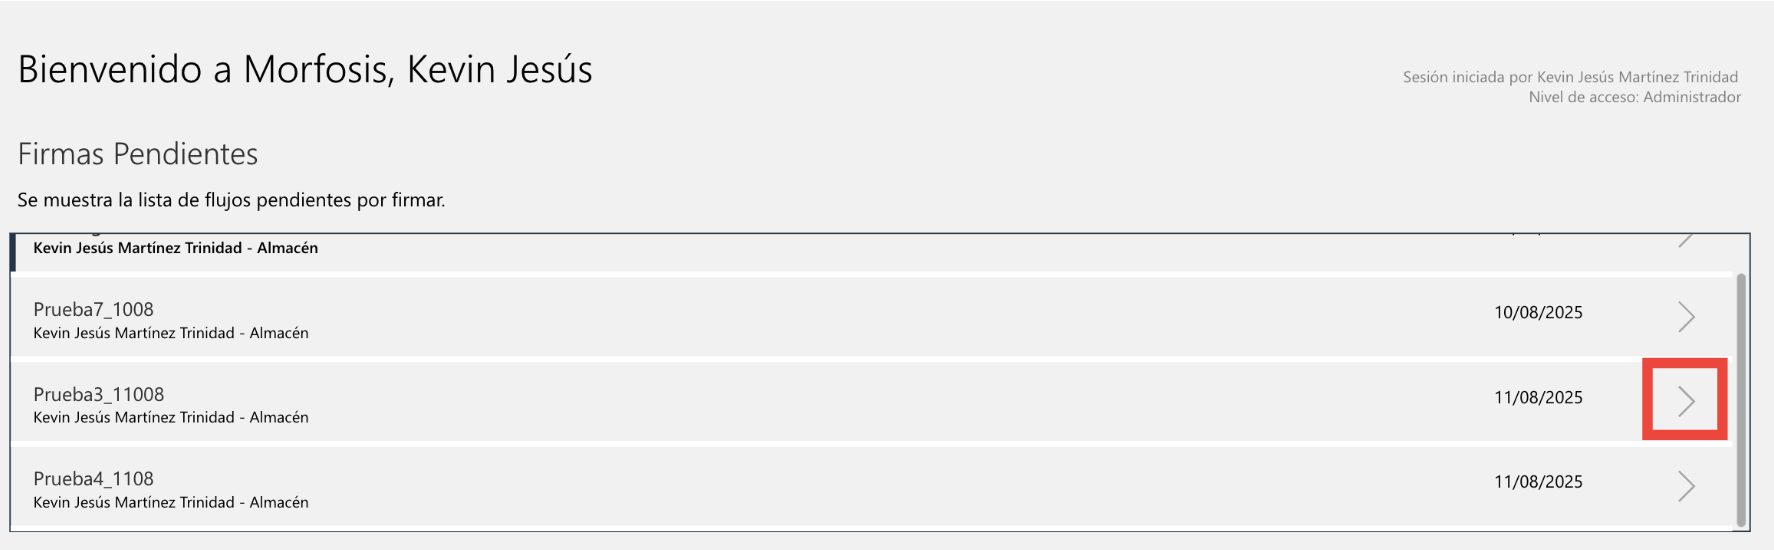 Bienvenido a Morfosis, Kevin Jesús
Sesión iniciada por Kevin Jesús Martínez Trinidad
Nivel de acceso: Administrador
Firmas Pendientes
Se muestra la lista de flujos pendientes por firmar.
Kevin Jesús Martínez Trinidad - Almacén
Prueba7_1008
10/08/2025
Kevin Jesús Martínez Trinidad - Almacén
Prueba3_11008
11/08/2025
Kevin Jesús Martínez Trinidad - Almacén
Prueba4_1108
11/08/2025
Kevin Jesús Martínez Trinidad - Almacén